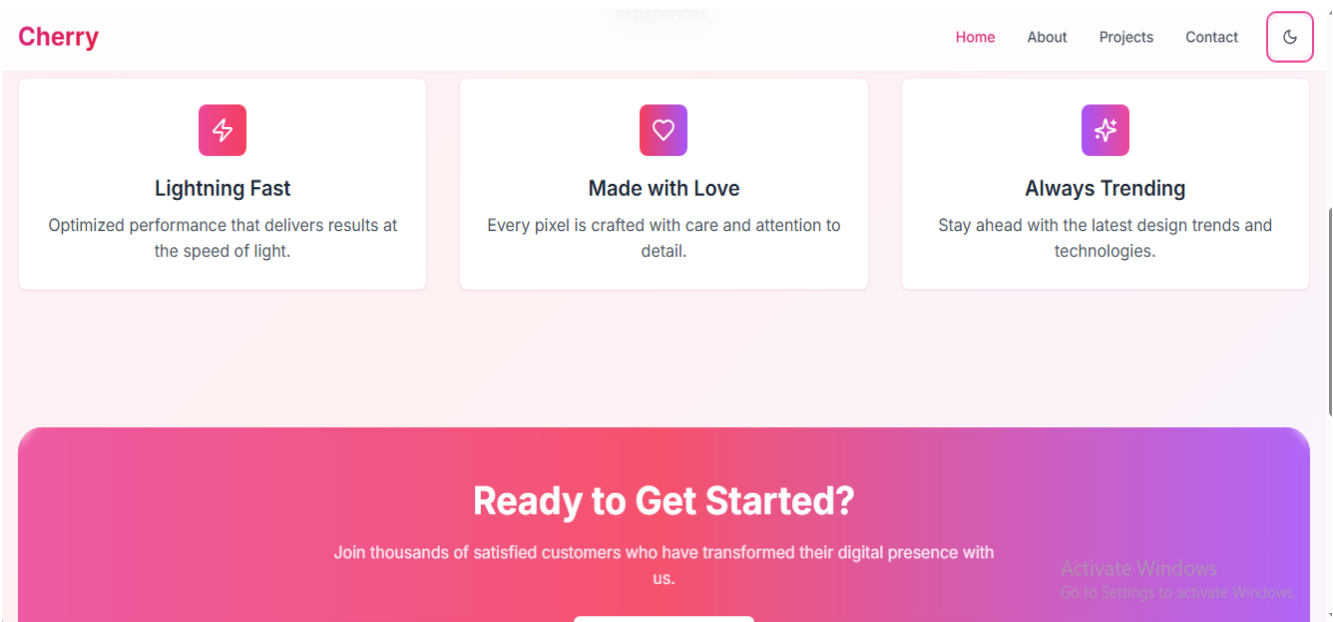 experiences
Cherry
Home
About
Projects
Contact
Lightning Fast
Optimized performance that delivers results at
the speed of light.
Made with Love
Every pixel is crafted with care and attention to
detail.
Always Trending
Stay ahead with the latest design trends and
technologies.
Ready to Get Started?
Join thousands of satisfied customers who have transformed their digital presence with
us.
Activate Windows
Go to Settings to activate Windows.